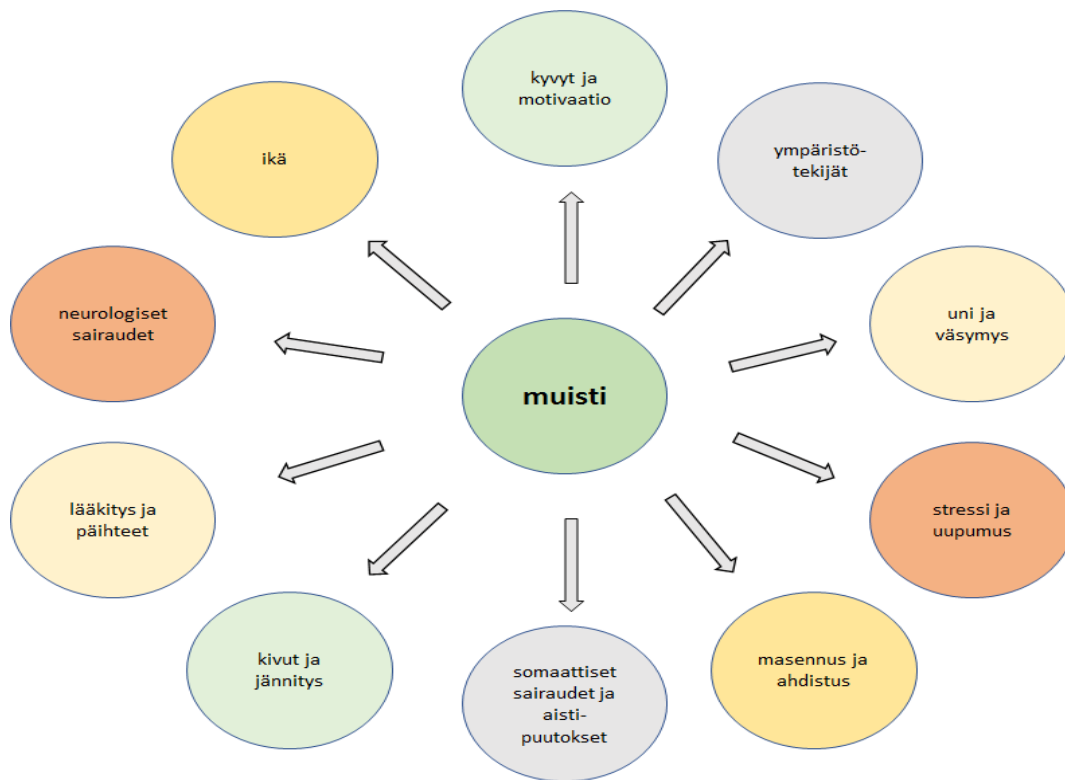 kyvyt ja
motivaatio
ikä
ympäristö-
tekijät
neurologiset
sairaudet
uni ja
väsymys
muisti
lääkitys ja
päihteet
stressi ja
uupumus
kivut ja
jännitys
somaattiset
sairaudet ja
aisti-
puutokset
masennus ja
ahdistus